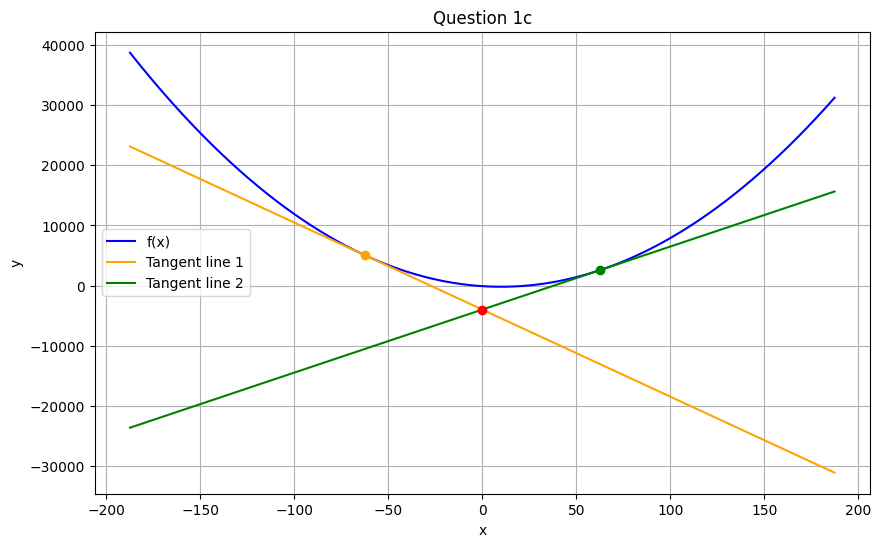 Question 1c
40000
30000
20000
10000
0
−10000
−20000
−30000
y
f(x)
Tangent line 1
Tangent line 2
−200 −150 −100 −50 0 50 100 150 200
x